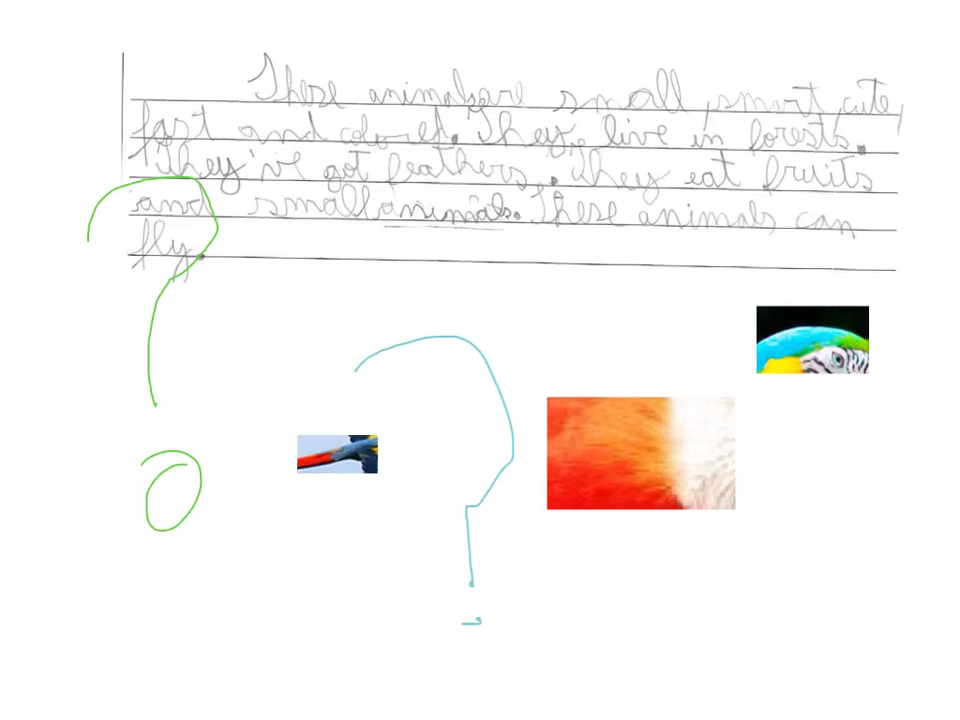 These animals are small, smart, cute,
fast and colored. They live in forests.
They've got feathers. They eat fruits
and small animals. These animals can
fly.